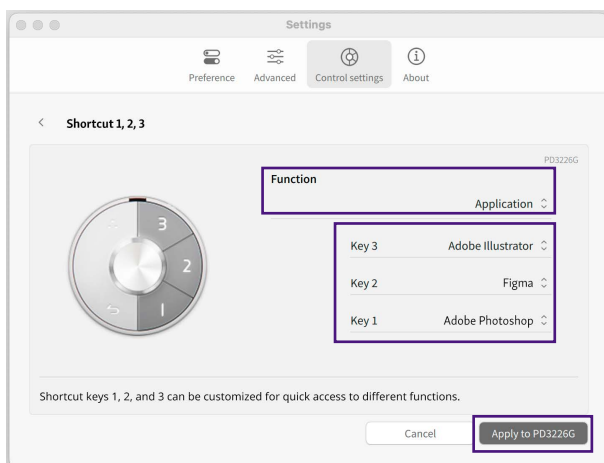 Settings
Preference Advanced Control settings About
Shortcut 1, 2, 3
PD3226G
Function
Application
3
2
1
Key 3 Adobe Illustrator
Key 2 Figma
Key 1 Adobe Photoshop
Shortcut keys 1, 2, and 3 can be customized for quick access to different functions.
Cancel Apply to PD3226G